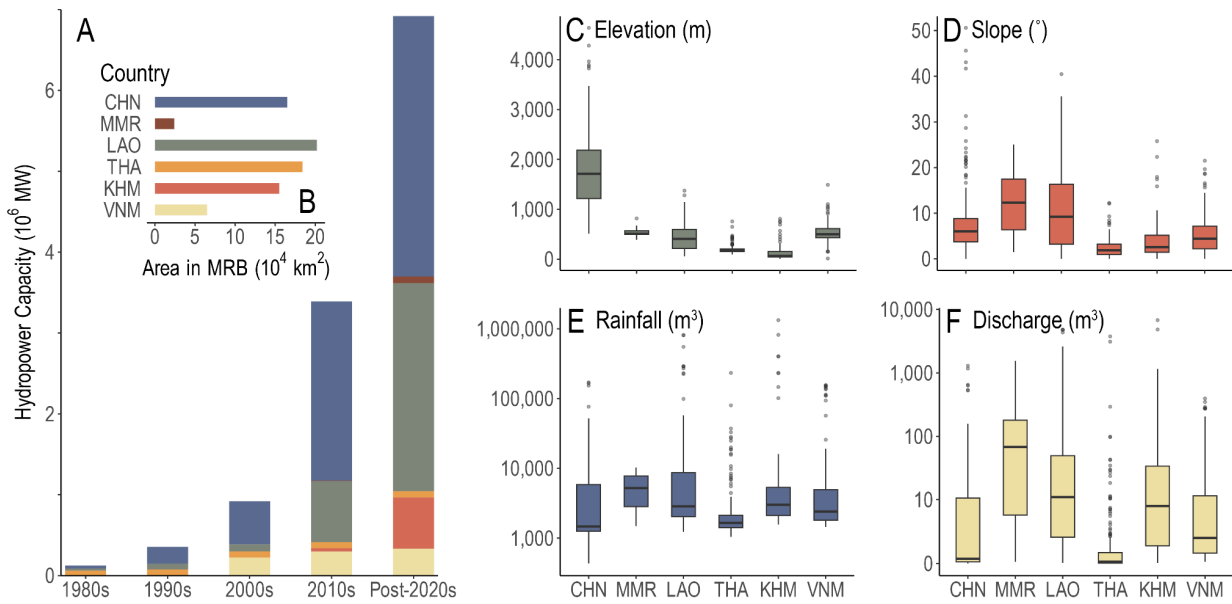 A
Hydropower Capacity (10⁶ MW)
6
4
2
0
1980s
1990s
2000s
2010s
Post-2020s
Country
CHN
MMR
LAO
THA
KHM
VNM
B
0
5
10
15
20
Area in MRB (10⁴ km²)
C Elevation (m)
4,000
3,000
2,000
1,000
0
D Slope (°)
50
40
30
20
10
0
E Rainfall (m³)
1,000,000
100,000
10,000
1,000
CHN
MMR
LAO
THA
KHM
VNM
F Discharge (m³)
10,000
1,000
100
10
0
CHN
MMR
LAO
THA
KHM
VNM